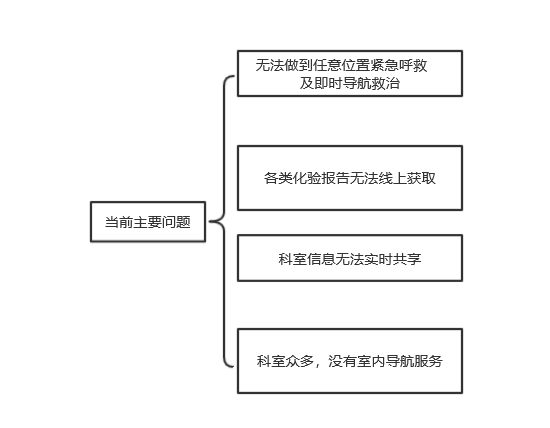 无法做到任意位置紧急呼救
及即时导航救治
各类化验报告无法线上获取
当前主要问题
科室信息无法实时共享
科室众多，没有室内导航服务